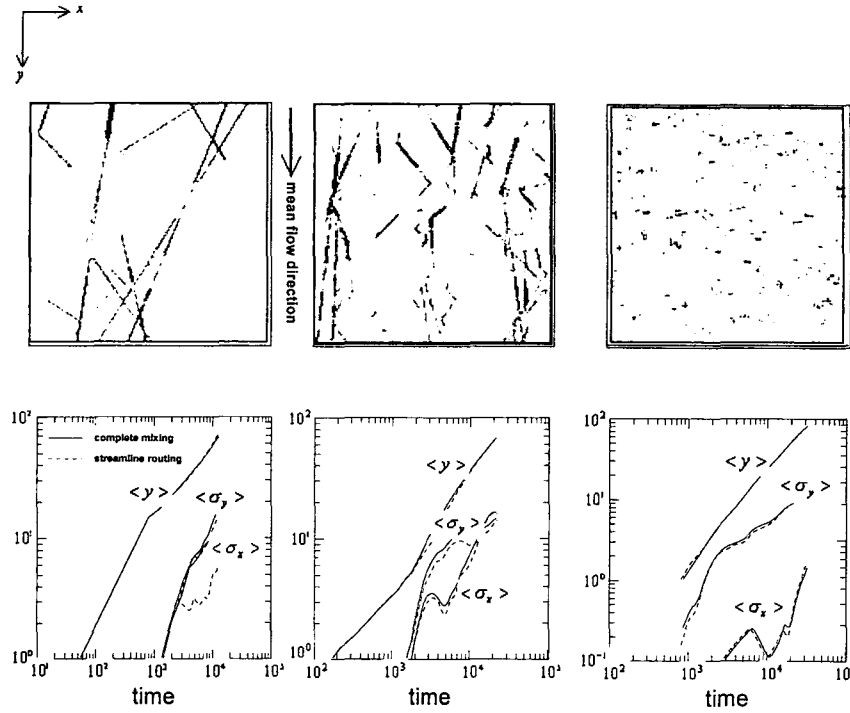 x
y
mean flow direction
10²
10¹
10⁰
complete mixing
streamline routing
<y>
<σy>
<σx>
10¹ 10² 10³ 10⁴ 10⁵
time
10²
10¹
10⁰
<y>
<σy>
<σx>
10² 10³ 10⁴ 10⁵
time
10²
10¹
10⁰
10⁻¹
<y>
<σy>
<σx>
10² 10³ 10⁴ 10⁵
time